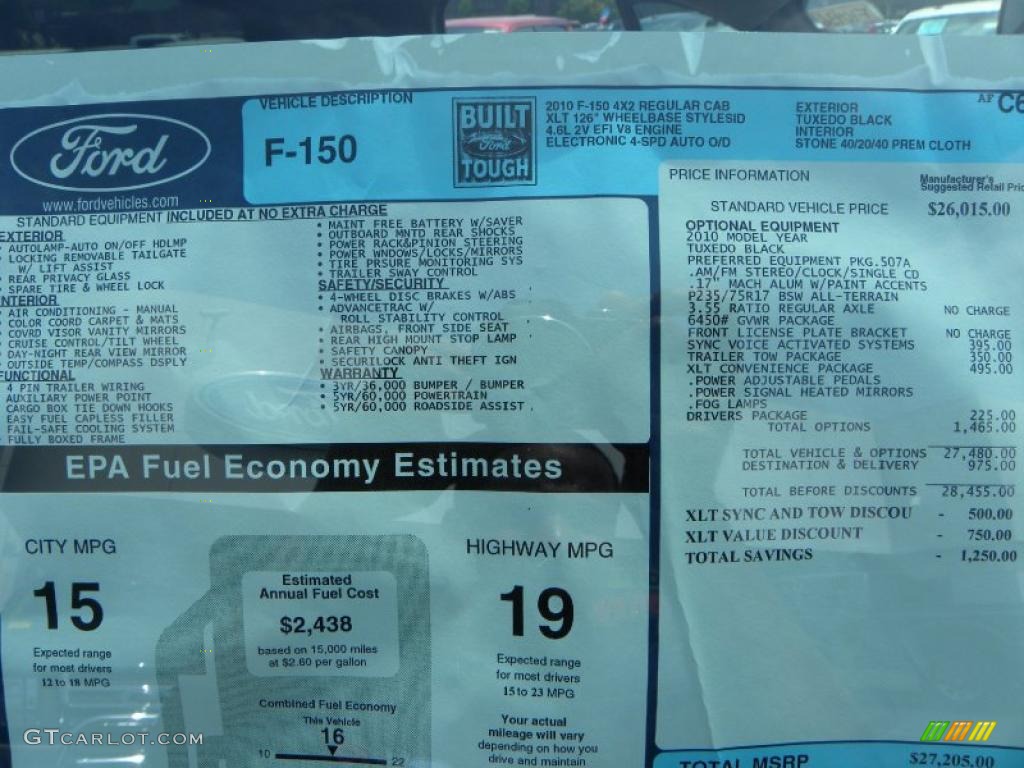 Ford
www.fordvehicles.com
VEHICLE DESCRIPTION
F-150
BUILT
Ford
TOUGH
2010 F-150 4X2 REGULAR CAB
XLT 126" WHEELBASE STYLESID
4.6L 2V EFI V8 ENGINE
ELECTRONIC 4-SPD AUTO O/D
EXTERIOR
TUXEDO BLACK
INTERIOR
STONE 40/20/40 PREM CLOTH
AF C6
STANDARD EQUIPMENT INCLUDED AT NO EXTRA CHARGE
EXTERIOR
• AUTOLAMP-AUTO ON/OFF HDLMP
• LOCKING REMOVABLE TAILGATE
W/ LIFT ASSIST
• REAR PRIVACY GLASS
• SPARE TIRE & WHEEL LOCK
INTERIOR
• AIR CONDITIONING - MANUAL
• COLOR COORD CARPET & MATS
• COVRD VISOR VANITY MIRRORS
• CRUISE CONTROL/TILT WHEEL
• DAY-NIGHT REAR VIEW MIRROR
• OUTSIDE TEMP/COMPASS DSPLY
FUNCTIONAL
4 PIN TRAILER WIRING
AUXILIARY POWER POINT
CARGO BOX TIE DOWN HOOKS
EASY FUEL CAPLESS FILLER
FAIL-SAFE COOLING SYSTEM
• FULLY BOXED FRAME
• MAINT FREE BATTERY W/SAVER
• OUTBOARD MNTD REAR SHOCKS
• POWER RACK&PINION STEERING
• POWER WNDOWS/LOCKS/MIRRORS
• TIRE PRSURE MONITORING SYS
• TRAILER SWAY CONTROL
SAFETY/SECURITY
• 4-WHEEL DISC BRAKES W/ABS
• ADVANCETRAC W/
ROLL STABILITY CONTROL
• AIRBAGS, FRONT SIDE SEAT
• REAR HIGH MOUNT STOP LAMP
• SAFETY CANOPY
• SECURILOCK ANTI THEFT IGN
WARRANTY
• 3YR/36,000 BUMPER / BUMPER
• 5YR/60,000 POWERTRAIN
• 5YR/60,000 ROADSIDE ASSIST .
PRICE INFORMATION
Manufacturer's
Suggested Retail Pric
STANDARD VEHICLE PRICE $26,015.00
OPTIONAL EQUIPMENT
2010 MODEL YEAR
TUXEDO BLACK
PREFERRED EQUIPMENT PKG.507A
.AM/FM STEREO/CLOCK/SINGLE CD
.17" MACH ALUM W/PAINT ACCENTS
P235/75R17 BSW ALL-TERRAIN
3.55 RATIO REGULAR AXLE NO CHARGE
6450# GVWR PACKAGE
FRONT LICENSE PLATE BRACKET NO CHARGE
SYNC VOICE ACTIVATED SYSTEMS 395.00
TRAILER TOW PACKAGE 350.00
XLT CONVENIENCE PACKAGE 495.00
.POWER ADJUSTABLE PEDALS
.POWER SIGNAL HEATED MIRRORS
.FOG LAMPS
DRIVERS PACKAGE 225.00
TOTAL OPTIONS 1,465.00
TOTAL VEHICLE & OPTIONS 27,480.00
DESTINATION & DELIVERY 975.00
TOTAL BEFORE DISCOUNTS 28,455.00
XLT SYNC AND TOW DISCOU - 500.00
XLT VALUE DISCOUNT - 750.00
TOTAL SAVINGS - 1,250.00
TOTAL MSRP $27,205.00
EPA Fuel Economy Estimates
CITY MPG
15
Expected range
for most drivers
12 to 18 MPG
Estimated
Annual Fuel Cost
$2,438
based on 15,000 miles
at $2.60 per gallon
Combined Fuel Economy
This Vehicle
16
10 22
HIGHWAY MPG
19
Expected range
for most drivers
15 to 23 MPG
Your actual
mileage will vary
depending on how you
drive and maintain
GTCARLOT.COM